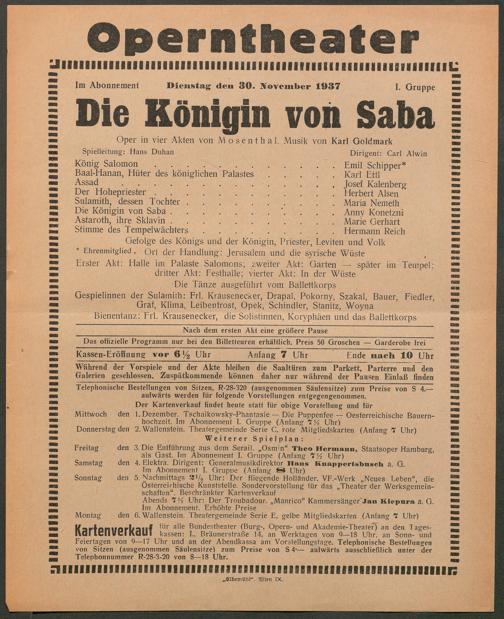 Operntheater
Im Abonnement Dienstag den 30. November 1937 I. Gruppe
Die Königin von Saba
Oper in vier Akten von Mosenthal. Musik von Karl Goldmark
Spielleitung: Hans Duhan Dirigent: Carl Alwin
König Salomon Emil Schipper*
Baal-Hanan, Hüter des königlichen Palastes Karl Ettl
Assad Josef Kalenberg
Der Hohepriester Herbert Alsen
Sulamith, dessen Tochter Maria Nemeth
Die Königin von Saba Anny Konetzni
Astaroth, ihre Sklavin Marie Gerhart
Stimme des Tempelwächters Hermann Reich
Gefolge des Königs und der Königin, Priester, Leviten und Volk
* Ehrenmitglied. Ort der Handlung: Jerusalem und die syrische Wüste
Erster Akt: Halle im Palaste Salomons; zweiter Akt: Garten — später im Tempel;
dritter Akt: Festhalle; vierter Akt: In der Wüste
Die Tänze ausgeführt vom Ballettkorps
Gespielinnen der Sulamith: Frl. Krausenecker, Drapal, Pokorny, Szakal, Bauer, Fiedler,
Graf, Klima, Leibenfrost, Opek, Schindler, Stanitz, Woyna
Bienentanz: Frl. Krausenecker, die Solistinnen, Koryphäen und das Ballettkorps
Nach dem ersten Akt eine größere Pause
Das offizielle Programm nur bei den Billetteuren erhältlich, Preis 50 Groschen — Garderobe frei
Kassen-Eröffnung vor 6½ Uhr Anfang 7 Uhr Ende nach 10 Uhr
Während der Vorspiele und der Akte bleiben die Saaltüren zum Parkett, Parterre und den
Galerien geschlossen. Zuspätkommende können daher nur während der Pausen Einlaß finden
Telephonische Bestellungen von Sitzen, R-28-320 (ausgenommen Säulensitze) zum Preise von S 4.—
aufwärts werden für folgende Vorstellungen entgegengenommen.
Der Kartenverkauf findet heute statt für obige Vorstellung und für
Mittwoch den 1. Dezember. Tschaikowsky-Phantasie — Die Puppenfee — Oesterreichische Bauern-
hochzeit. Im Abonnement I. Gruppe (Anfang 7½ Uhr)
Donnerstag den 2. Wallenstein. Theatergemeinde Serie C, rote Mitgliedskarten (Anfang 7 Uhr)
Weiterer Spielplan:
Freitag den 3. Die Entführung aus dem Serail. „Osmin" Theo Hermann, Staatsoper Hamburg,
als Gast. Im Abonnement I. Gruppe (Anfang 7½ Uhr)
Samstag den 4. Elektra. Dirigent: Generalmusikdirektor Hans Knappertsbusch a. G.
Im Abonnement I. Gruppe (Anfang 8 Uhr)
Sonntag den 5. Nachmittags Uhr: Der fliegende Holländer. VF.-Werk „Neues Leben", die
Österreichische Kunststelle. Sondervorstellung für das „Theater der Werksgemein-
schaften". Beschränkter Kartenverkauf
Abends 7½ Uhr: Der Troubadour. „Manrico" Kammersänger Jan Kiepura a. G.
Im Abonnement. Erhöhte Preise
Montag den 6. Wallenstein. Theatergemeinde Serie E, gelbe Mitgliedskarten (Anfang 7 Uhr)
Kartenverkauf für alle Bundestheater (Burg-, Opern- und Akademie-Theater) an den Tages-
kassen: I., Bräunerstraße 14, an Werktagen von 9—18 Uhr, an Sonn- und
Feiertagen von 9—17 Uhr und an der Abendkassa am Vorstellungstage. Telephonische Bestellungen
von Sitzen (ausgenommen Säulensitze) zum Preise von S 4·— aufwärts ausschließlich unter der
Telephonnummer R-28-3-20 von 8—18 Uhr.
„Elbemühl", Wien IX.